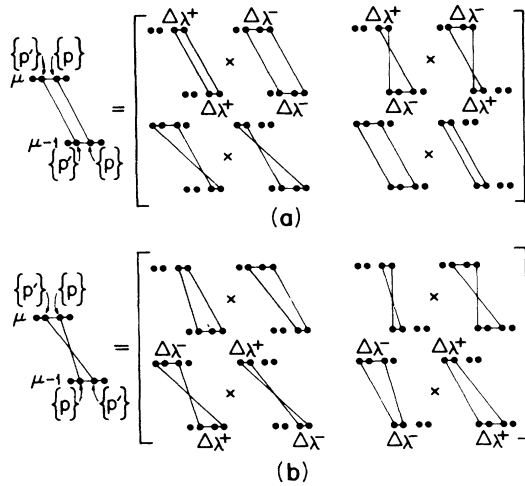 Δλ⁺ Δλ⁻ Δλ⁺ Δλ⁻
{p'} {p} × ×
μ
= Δλ⁺ Δλ⁻ Δλ⁺ Δλ⁻
μ-1
{p'} {p} × ×
(a)
{p'} {p}
μ × ×
= Δλ⁻ Δλ⁺ Δλ⁻ Δλ⁺
μ-1 × ×
{p} {p'} Δλ⁺ Δλ⁻ Δλ⁻ Δλ⁺
(b)